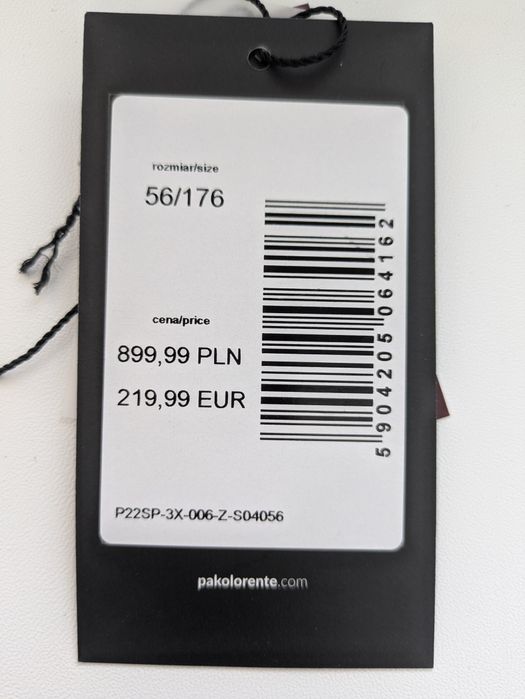 rozmiar/size
56/176
cena/price
899,99 PLN
219,99 EUR
5904205064162
P22SP-3X-006-Z-S04056
pakolorente.com